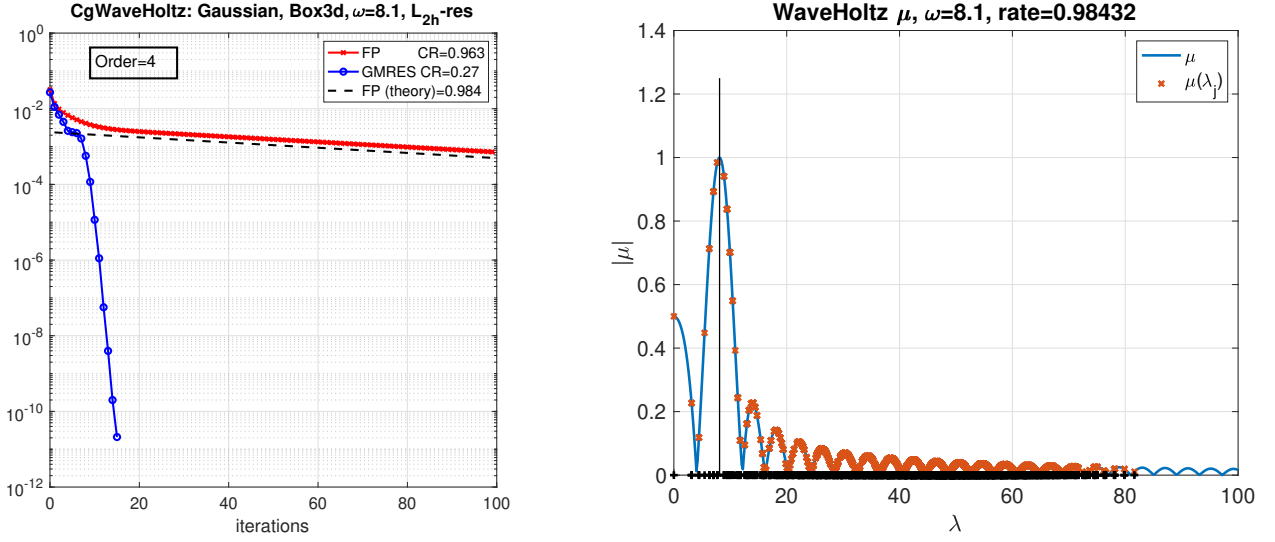 CgWaveHoltz: Gaussian, Box3d, ω=8.1, L₂ₕ-res
10⁰
10⁻²
10⁻⁴
10⁻⁶
10⁻⁸
10⁻¹⁰
10⁻¹²
Order=4
FP CR=0.963
GMRES CR=0.27
FP (theory)=0.984
0 20 40 60 80 100
iterations
WaveHoltz μ, ω=8.1, rate=0.98432
|μ|
1.4
1.2
1
0.8
0.6
0.4
0.2
0
μ
μ(λⱼ)
0 20 40 60 80 100
λ